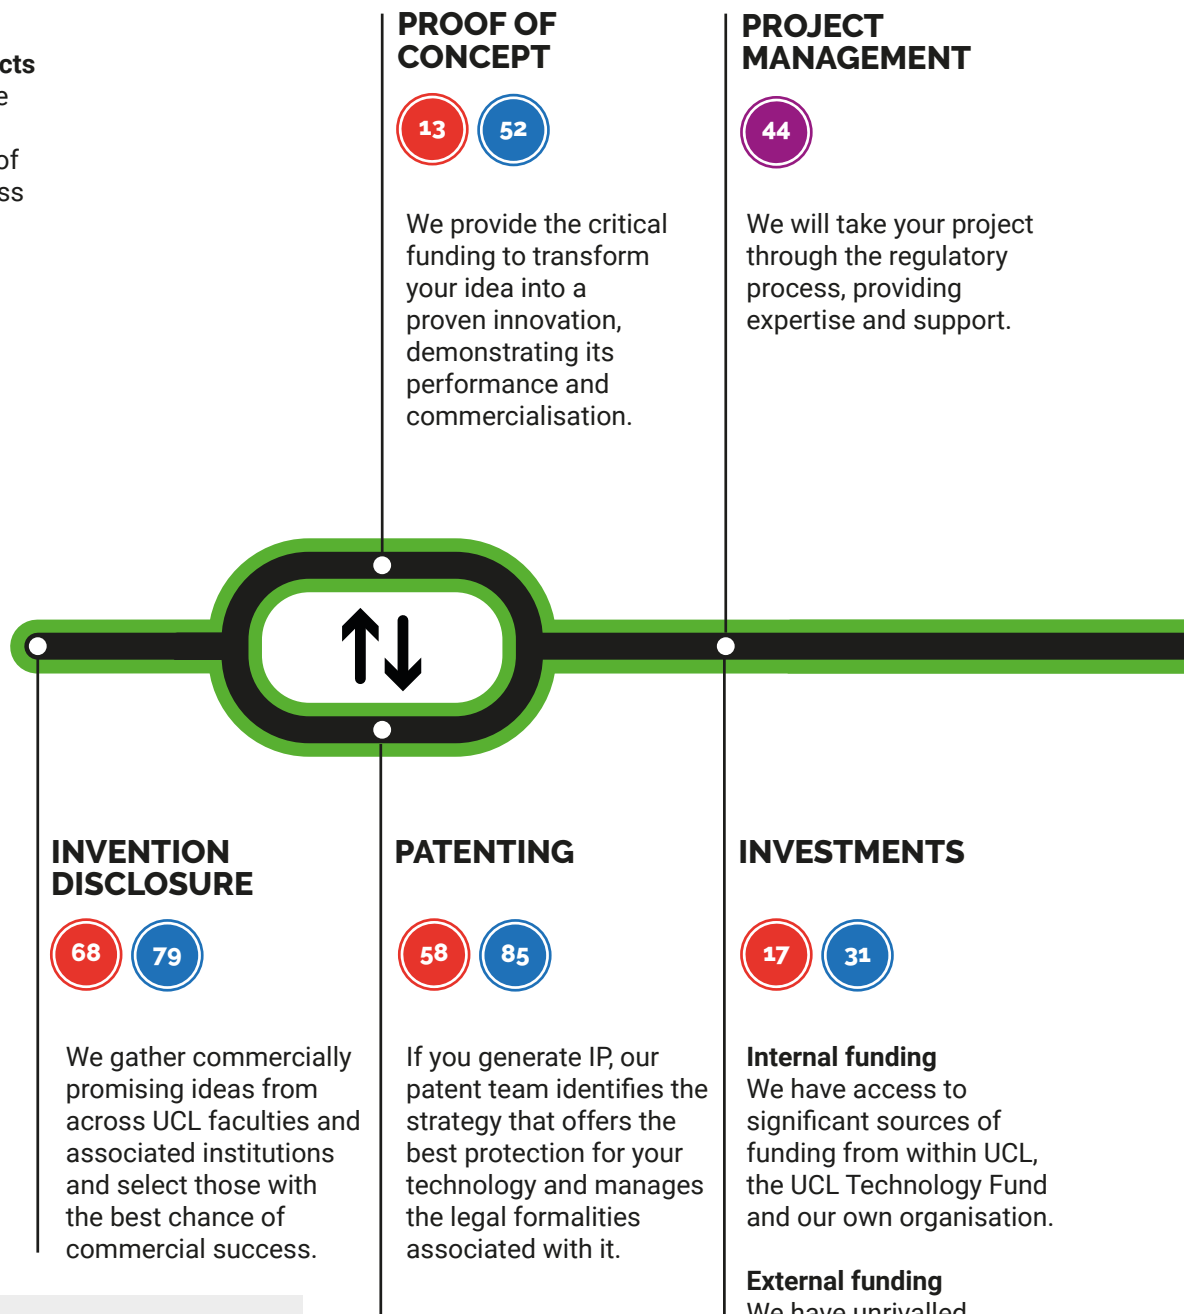 cts
e
of
ss
PROOF OF
CONCEPT
13 52
We provide the critical
funding to transform
your idea into a
proven innovation,
demonstrating its
performance and
commercialisation.
PROJECT
MANAGEMENT
44
We will take your project
through the regulatory
process, providing
expertise and support.
INVENTION
DISCLOSURE
68 79
We gather commercially
promising ideas from
across UCL faculties and
associated institutions
and select those with
the best chance of
commercial success.
PATENTING
58 85
If you generate IP, our
patent team identifies the
strategy that offers the
best protection for your
technology and manages
the legal formalities
associated with it.
INVESTMENTS
17 31
Internal funding
We have access to
significant sources of
funding from within UCL,
the UCL Technology Fund
and our own organisation.
External funding
We have unrivalled